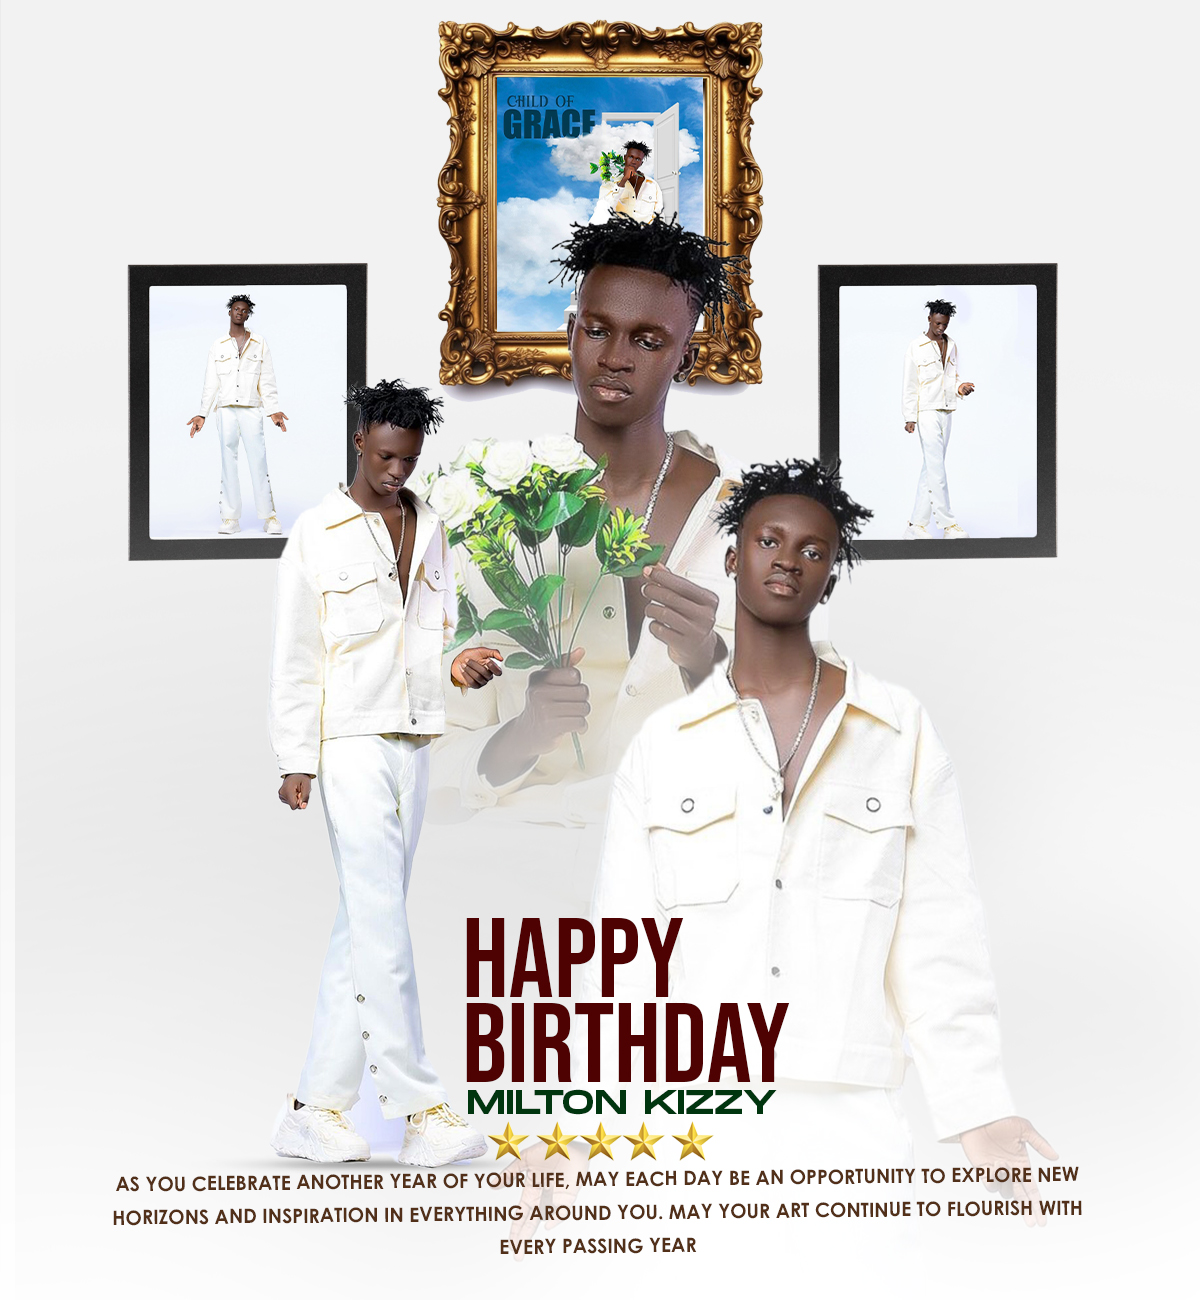 CHILD OF
GRACE
HAPPY
BIRTHDAY
MILTON KIZZY
AS YOU CELEBRATE ANOTHER YEAR OF YOUR LIFE, MAY EACH DAY BE AN OPPORTUNITY TO EXPLORE NEW
HORIZONS AND INSPIRATION IN EVERYTHING AROUND YOU. MAY YOUR ART CONTINUE TO FLOURISH WITH
EVERY PASSING YEAR